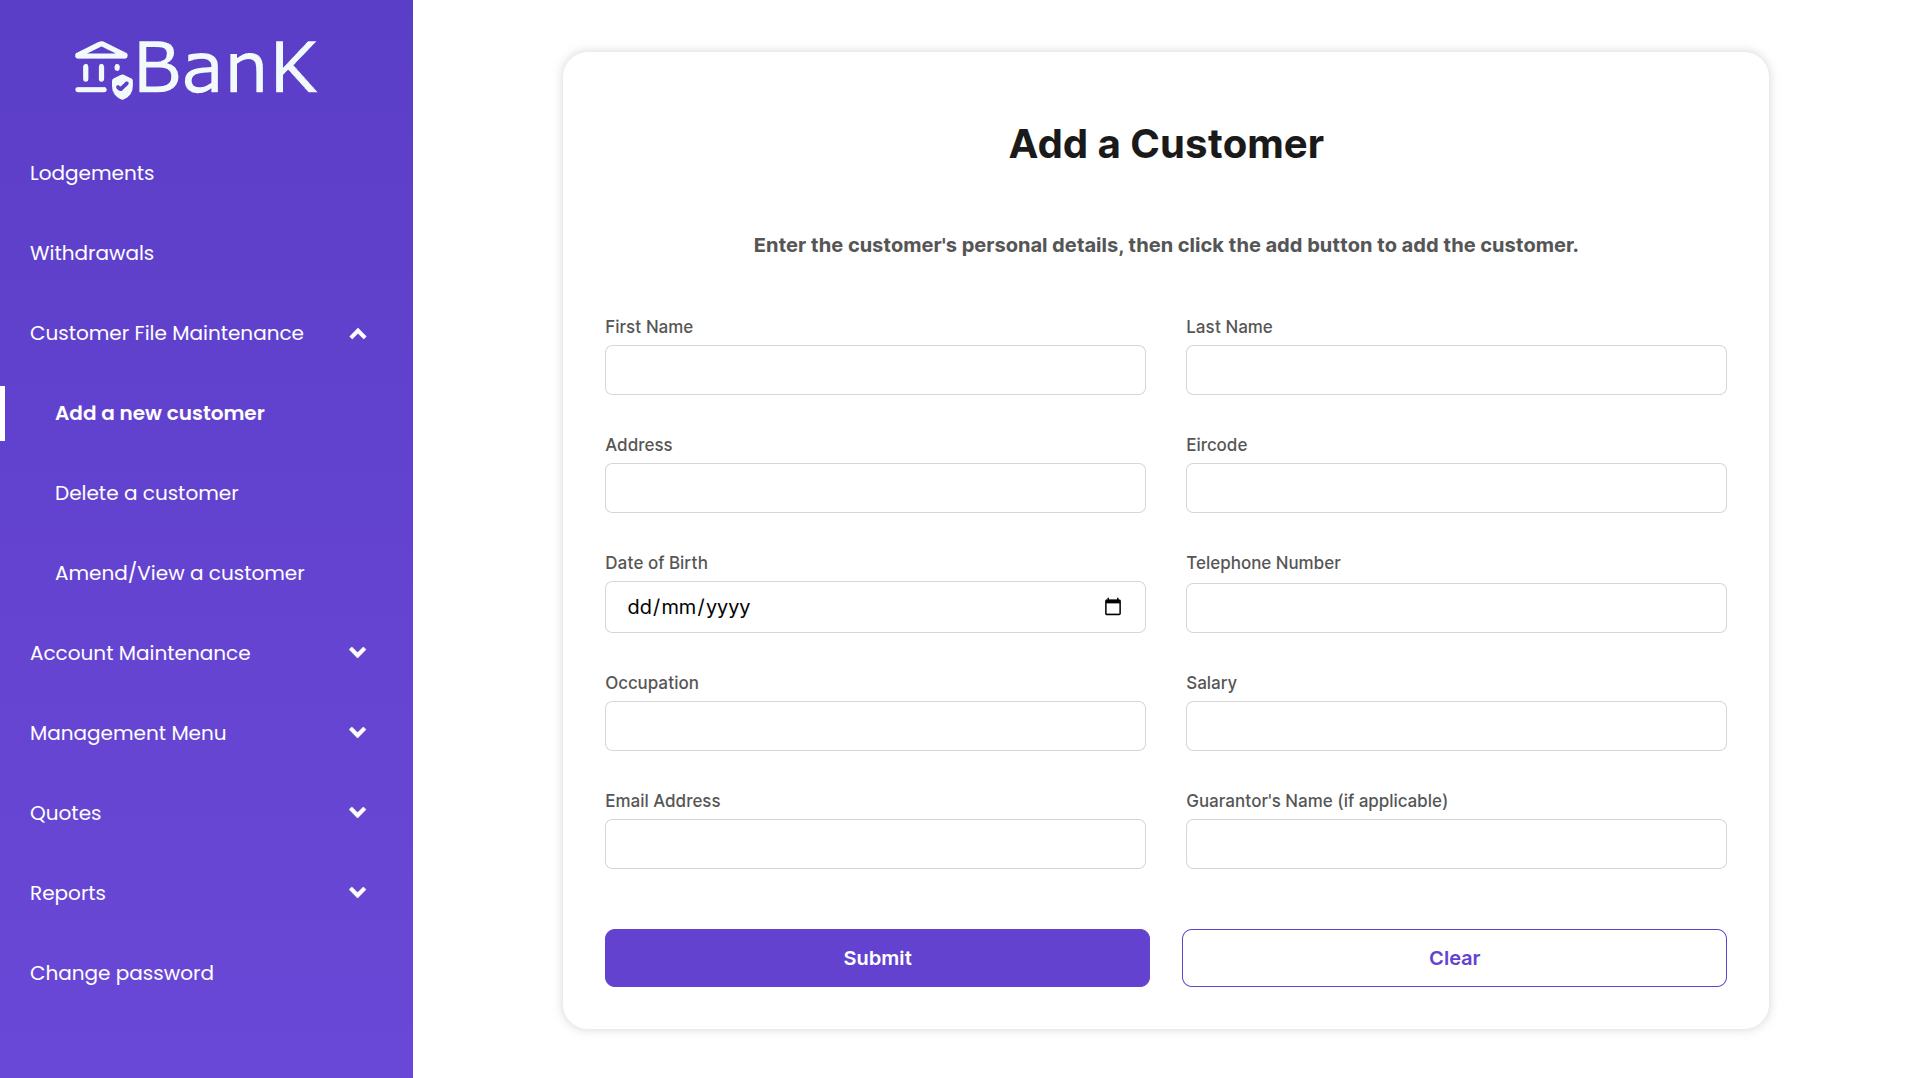 BanK
Lodgements
Withdrawals
Customer File Maintenance
Add a new customer
Delete a customer
Amend/View a customer
Account Maintenance
Management Menu
Quotes
Reports
Change password
Add a Customer
Enter the customer's personal details, then click the add button to add the customer.
First Name
Last Name
Address
Eircode
Date of Birth
Telephone Number
dd/mm/yyyy
Occupation
Salary
Email Address
Guarantor's Name (if applicable)
Submit
Clear